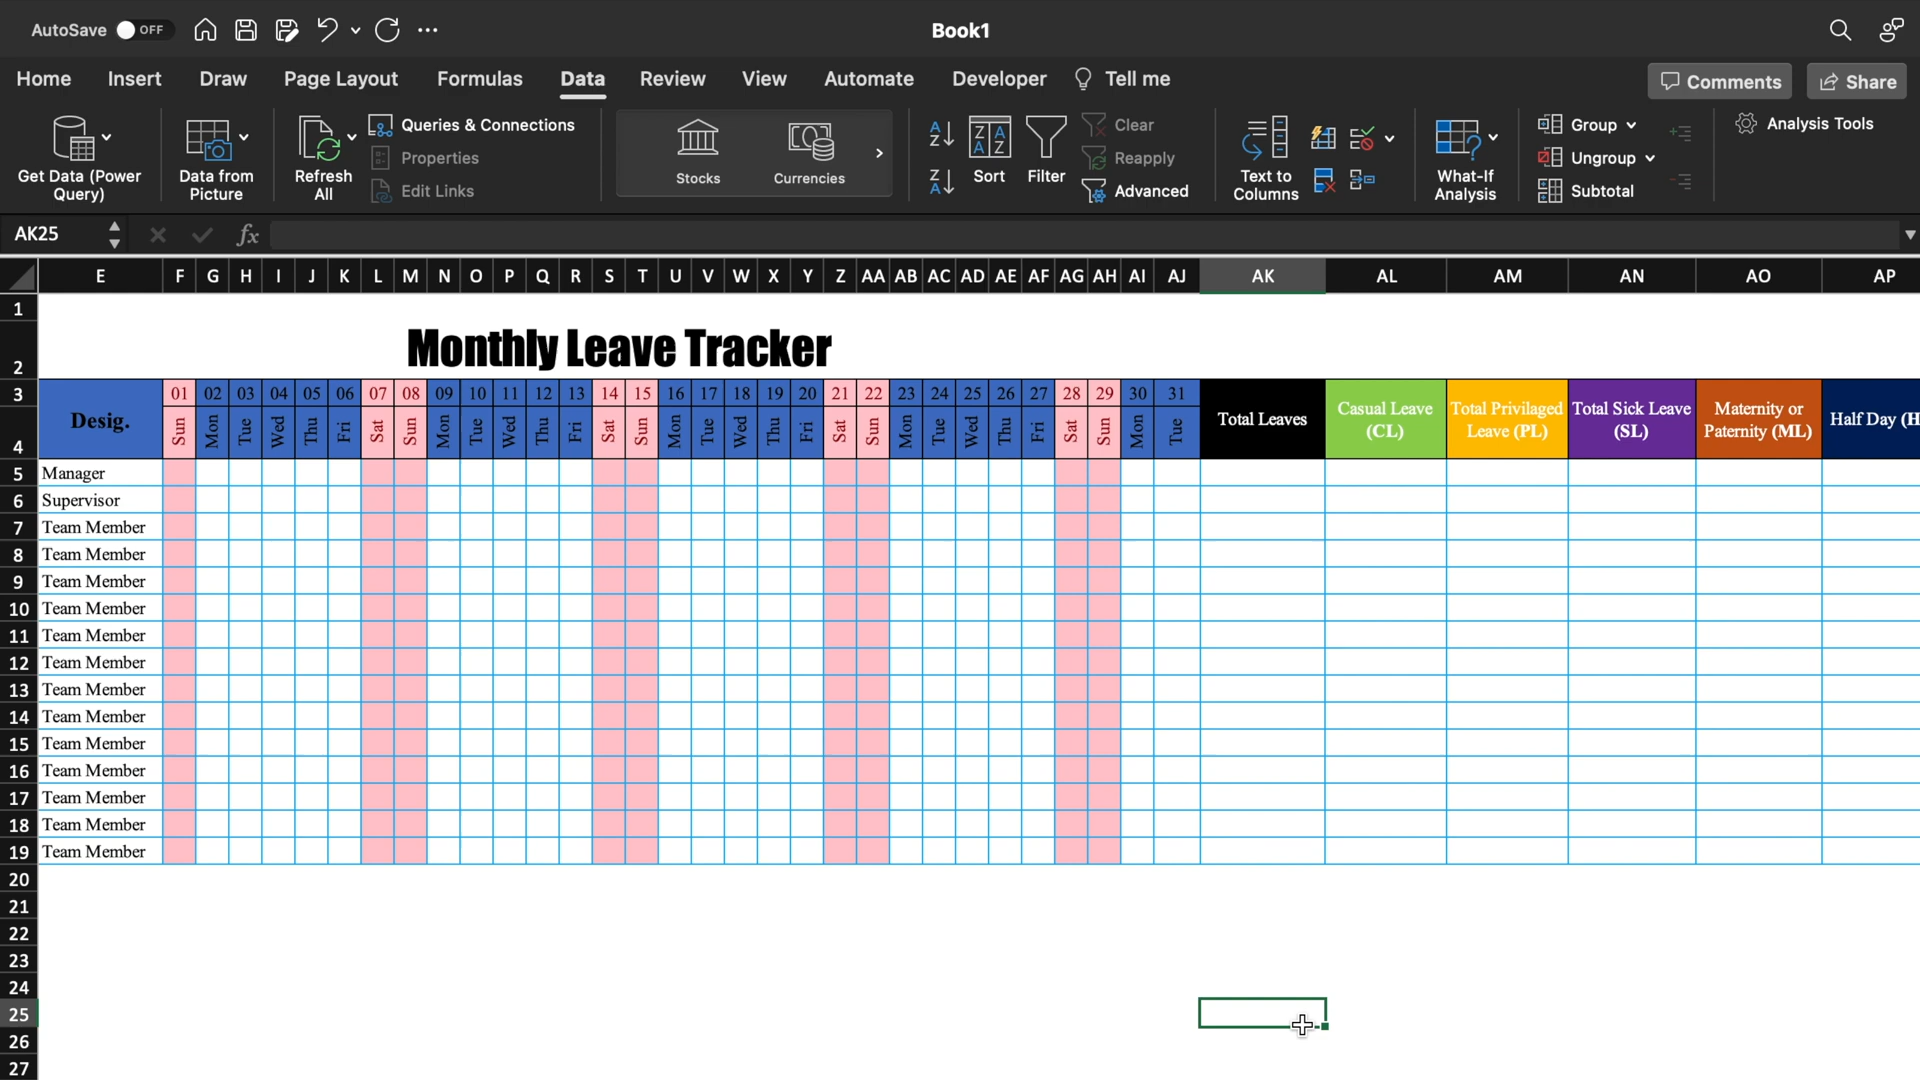 AutoSave OFF Book1
Home Insert Draw Page Layout Formulas Data Review View Automate Developer Tell me Comments Share
Get Data (Power Query)
Data from Picture
Refresh All
Queries & Connections
Properties
Edit Links
Stocks
Currencies
Sort
Filter
Clear
Reapply
Advanced
Text to Columns
What-If Analysis
Group
Ungroup
Subtotal
Analysis Tools
AK25 fx
E F G H I J K L M N O P Q R S T U V W X Y Z AA AB AC AD AE AF AG AH AI AJ AK AL AM AN AO AP
1
2 Monthly Leave Tracker
3 01 02 03 04 05 06 07 08 09 10 11 12 13 14 15 16 17 18 19 20 21 22 23 24 25 26 27 28 29 30 31
4 Desig. Sun Mon Tue Wed Thu Fri Sat Sun Mon Tue Wed Thu Fri Sat Sun Mon Tue Wed Thu Fri Sat Sun Mon Tue Wed Thu Fri Sat Sun Mon Tue
Total Leaves
Casual Leave
(CL)
Total Privilaged
Leave (PL)
Total Sick Leave
(SL)
Maternity or
Paternity (ML)
Half Day (H
5 Manager
6 Supervisor
7 Team Member
8 Team Member
9 Team Member
10 Team Member
11 Team Member
12 Team Member
13 Team Member
14 Team Member
15 Team Member
16 Team Member
17 Team Member
18 Team Member
19 Team Member
20
21
22
23
24
25
26
27